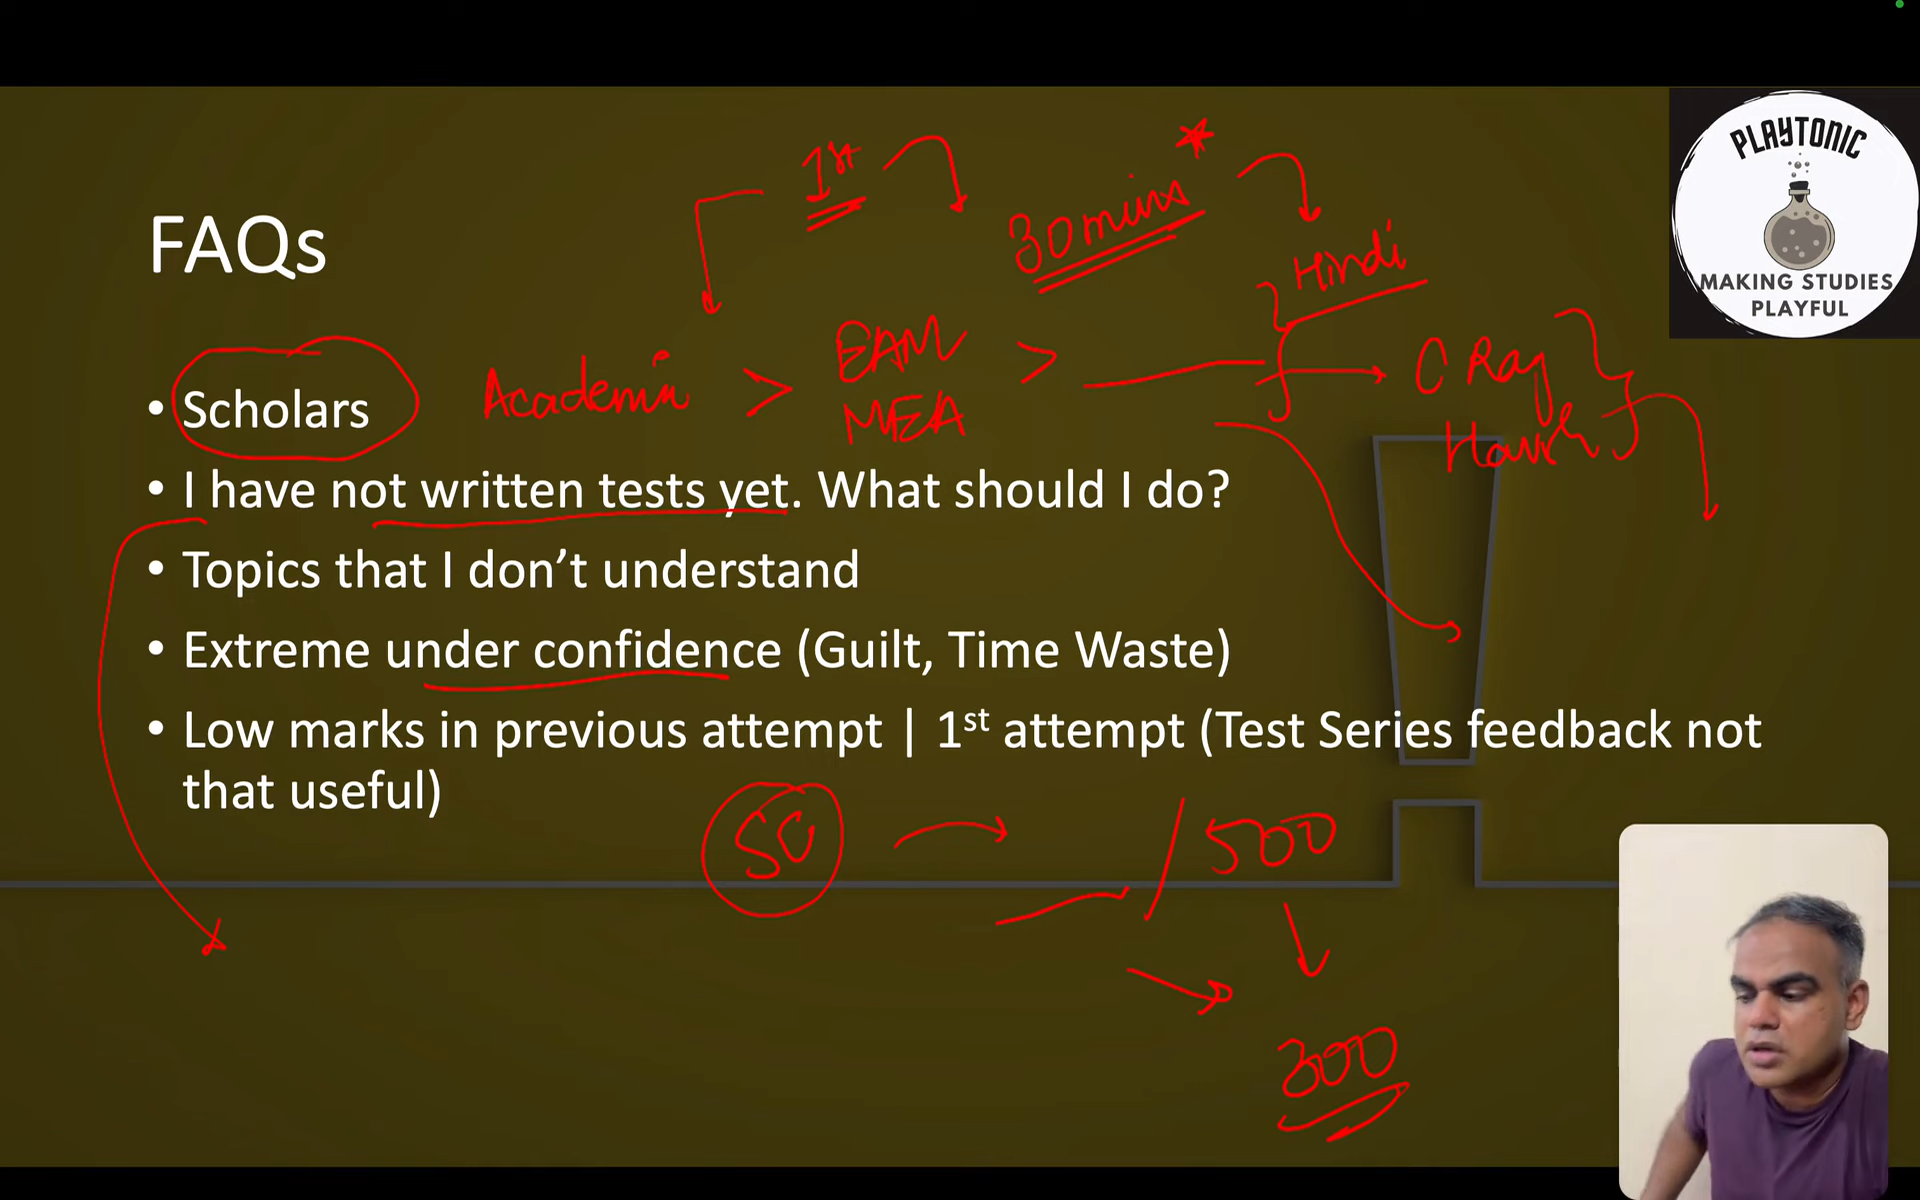 PLAYTONIC
MAKING STUDIES
PLAYFUL
1st
30 mins
Hindi
FAQs
Academia > EAM >
MEA
C Raj
• Scholars
• I have not written tests yet. What should I do?
• Topics that I don’t understand
• Extreme under confidence (Guilt, Time Waste)
• Low marks in previous attempt | 1st attempt (Test Series feedback not
that useful)
50
/ 500
300